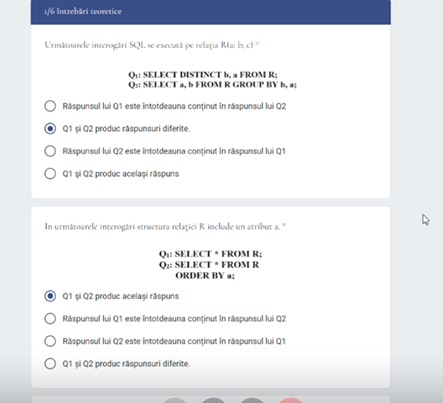 1/6 Întrebări teoretice
Următoarele interogări SQL se execută pe relația R(a; b; c) *
Q₁: SELECT DISTINCT b, a FROM R;
Q₂: SELECT a, b FROM R GROUP BY b, a;
Răspunsul lui Q1 este întotdeauna conținut în răspunsul lui Q2
Q1 și Q2 produc răspunsuri diferite.
Răspunsul lui Q2 este întotdeauna conținut în răspunsul lui Q1
Q1 și Q2 produc același răspuns
In următoarele interogări structura relației R include un atribut a. *
Q₁: SELECT * FROM R;
Q₂: SELECT * FROM R
ORDER BY a;
Q1 și Q2 produc același răspuns
Răspunsul lui Q1 este întotdeauna conținut în răspunsul lui Q2
Răspunsul lui Q2 este întotdeauna conținut în răspunsul lui Q1
Q1 și Q2 produc răspunsuri diferite.